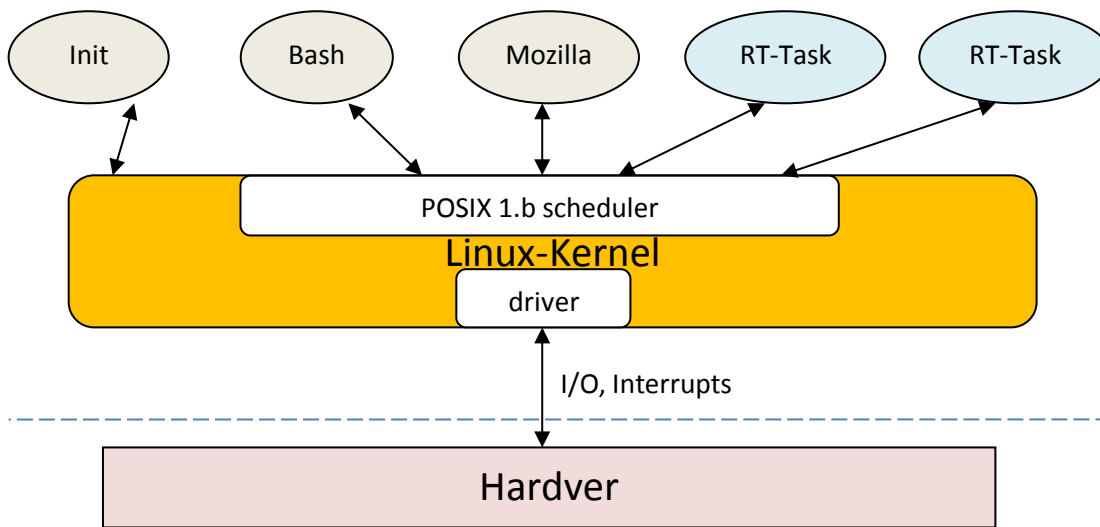 Init
Bash
Mozilla
RT-Task
RT-Task
POSIX 1.b scheduler
Linux-Kernel
driver
I/O, Interrupts
Hardver